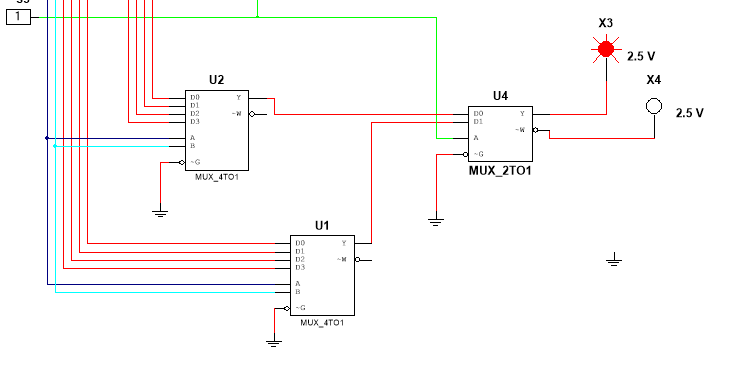 1
X3
2.5 V
X4
2.5 V
U2
D0
D1
D2
D3
A
B
~G
Y
~W
MUX_4TO1
U4
D0
D1
A
~G
Y
~W
MUX_2TO1
U1
D0
D1
D2
D3
A
B
~G
Y
~W
MUX_4TO1